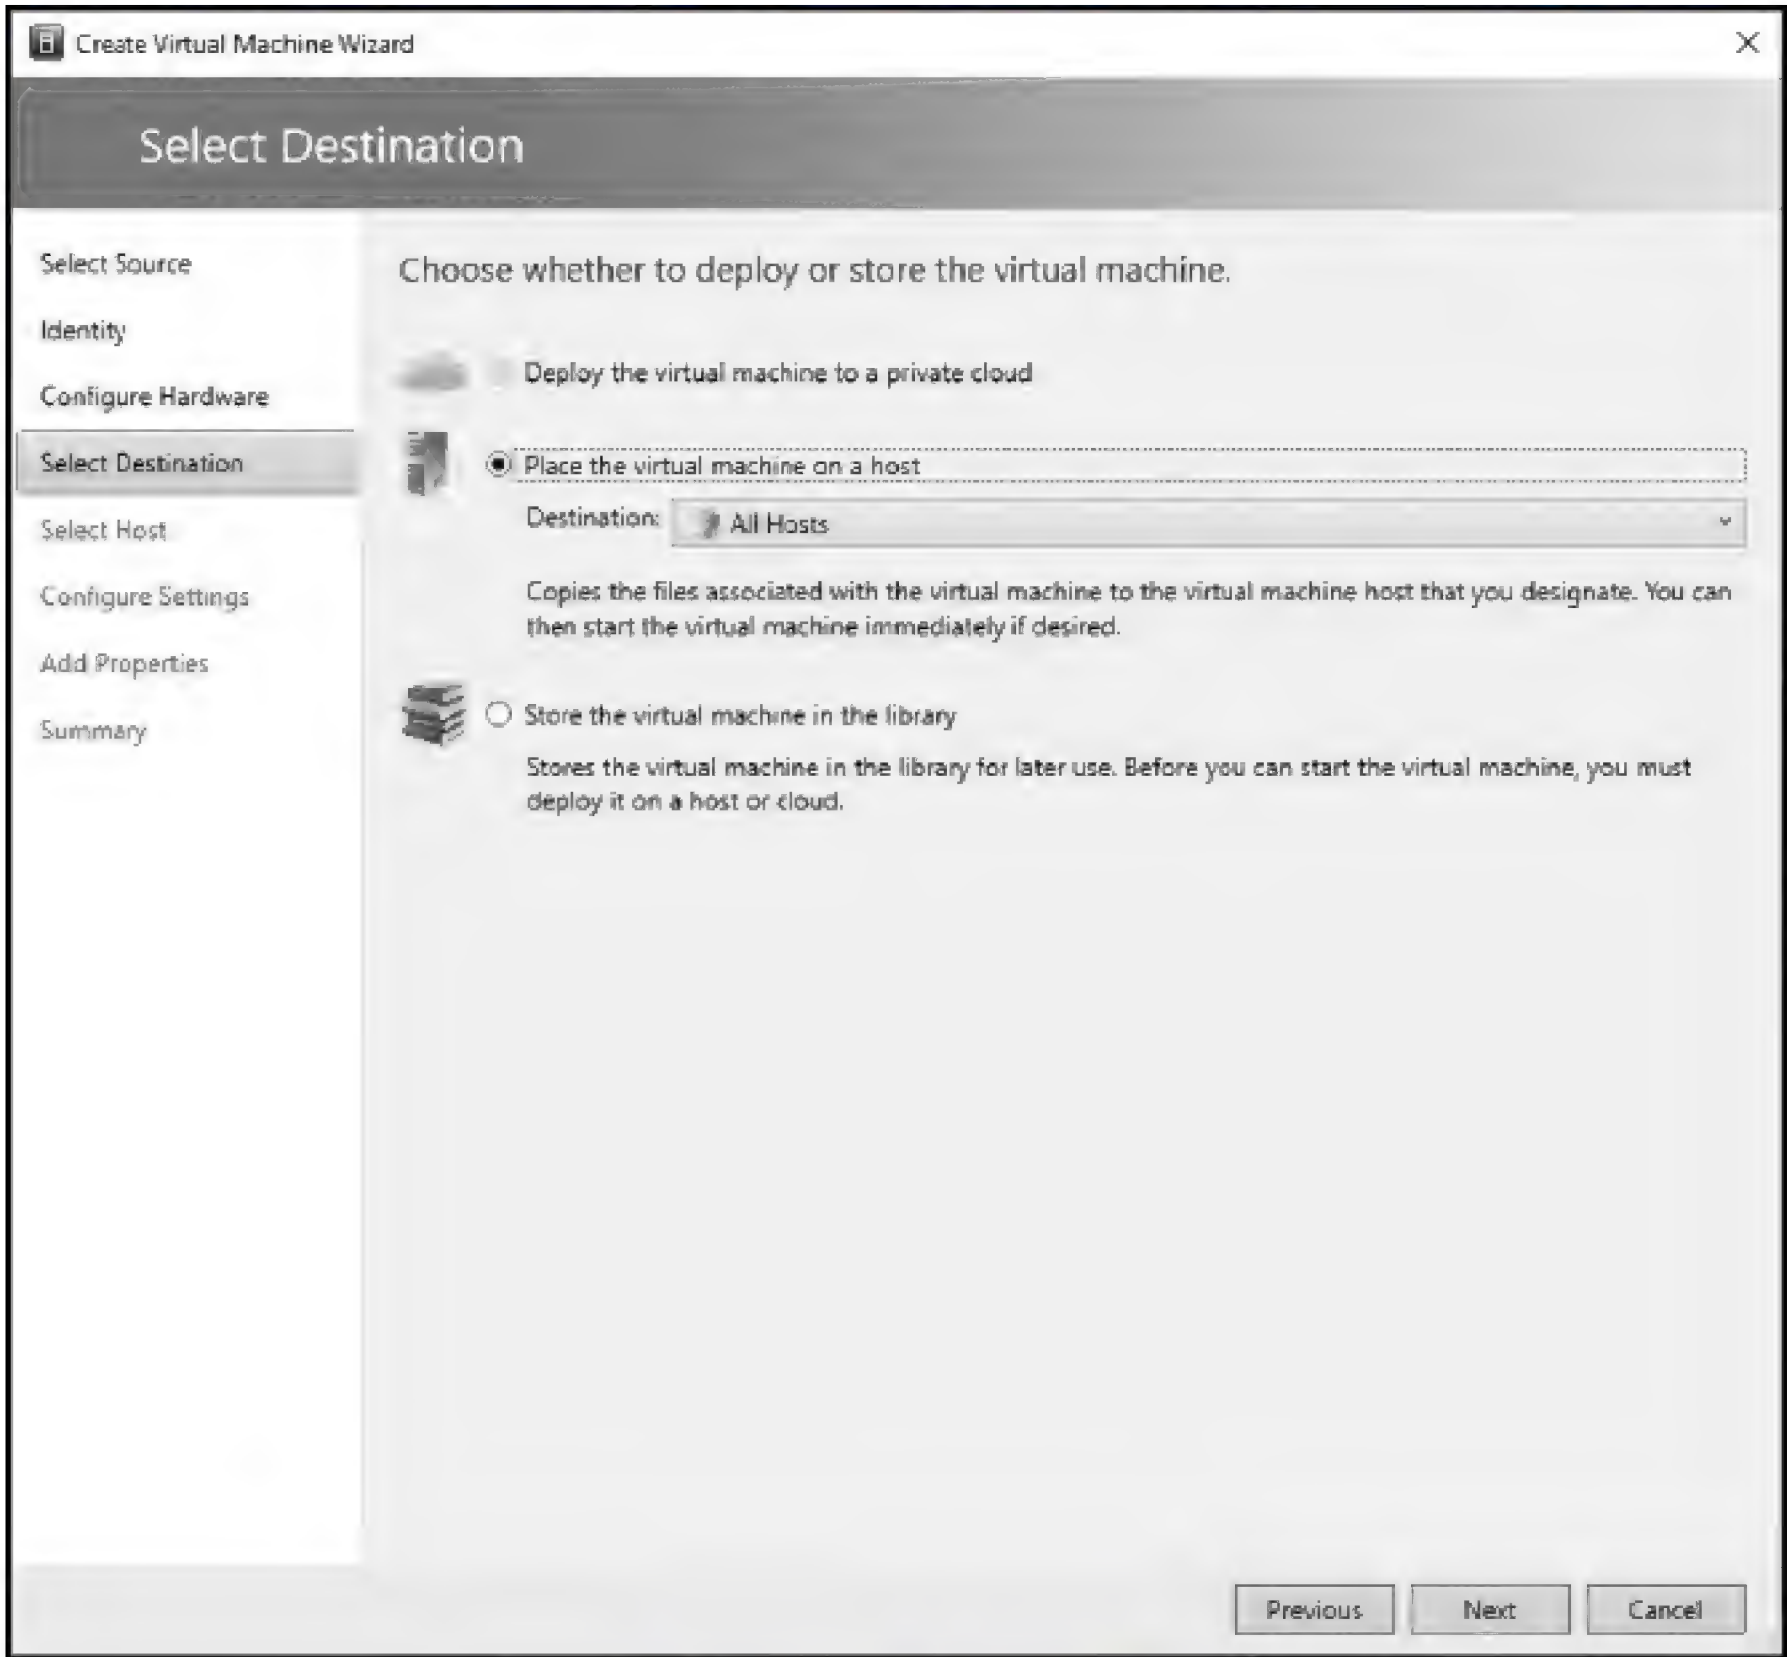 Create Virtual Machine Wizard
Select Destination
Select Source
Identity
Configure Hardware
Select Destination
Select Host
Configure Settings
Add Properties
Summary
Choose whether to deploy or store the virtual machine.
Deploy the virtual machine to a private cloud
Place the virtual machine on a host
Destination: All Hosts
Copies the files associated with the virtual machine to the virtual machine host that you designate. You can
then start the virtual machine immediately if desired.
Store the virtual machine in the library
Stores the virtual machine in the library for later use. Before you can start the virtual machine, you must
deploy it on a host or cloud.
Previous Next Cancel